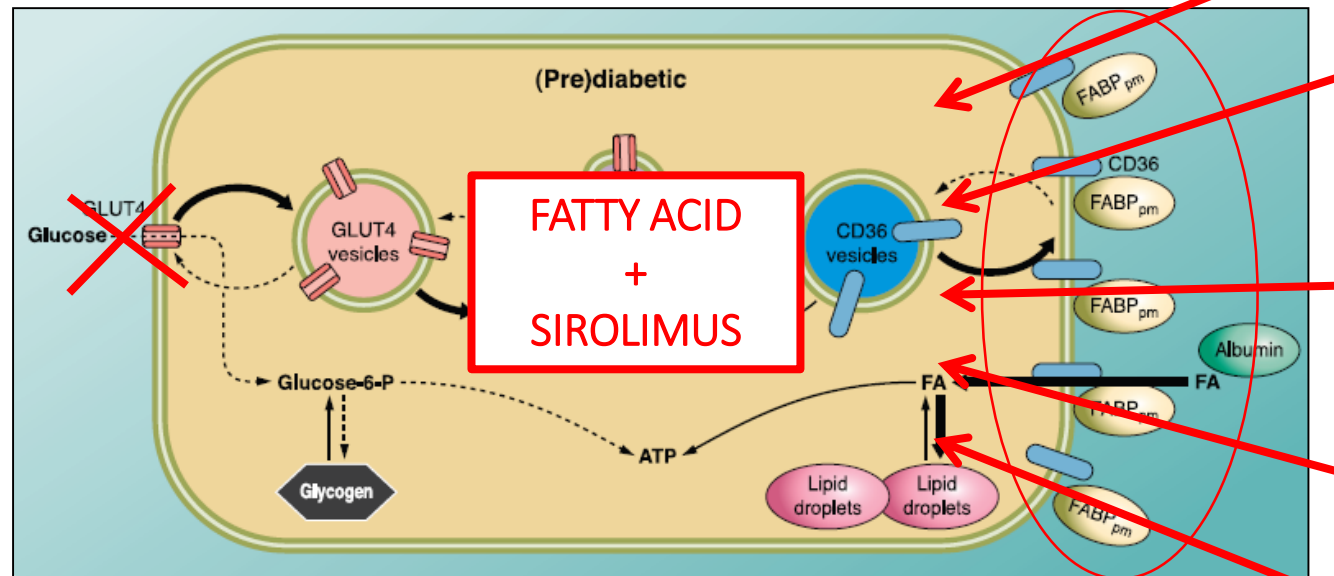 (Pre)diabetic
FABPpm
CD36
FABPpm
GLUT4
Glucose
GLUT4
vesicles
FATTY ACID
+
SIROLIMUS
CD36
vesicles
FABPpm
Albumin
Glucose-6-P
FA
FA
FABPpm
ATP
Glycogen
Lipid
droplets
Lipid
droplets
FABPpm